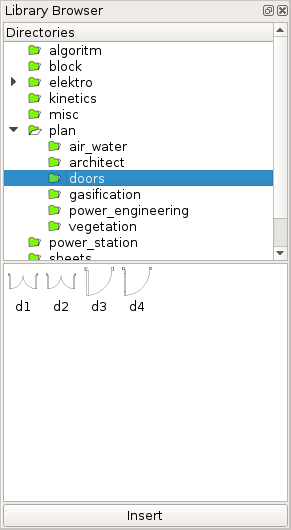 Library Browser
Directories
algoritm
block
elektro
kinetics
misc
plan
air_water
architect
doors
gasification
power_engineering
vegetation
power_station
sheets
d1 d2 d3 d4
Insert